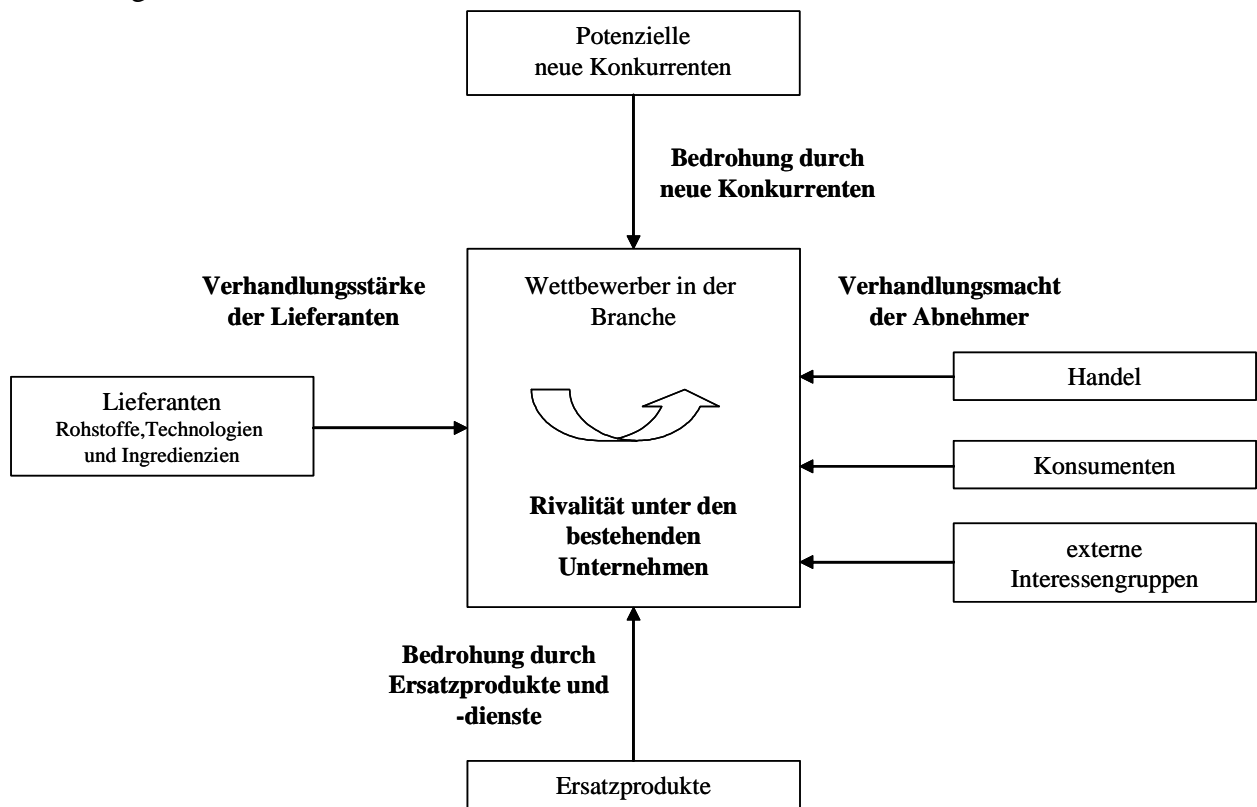 Potenzielle
neue Konkurrenten
Bedrohung durch
neue Konkurrenten
Verhandlungsstärke
der Lieferanten
Wettbewerber in der
Branche
Verhandlungsmacht
der Abnehmer
Lieferanten
Rohstoffe,Technologien
und Ingredienzien
Handel
Konsumenten
Rivalität unter den
bestehenden
Unternehmen
externe
Interessengruppen
Bedrohung durch
Ersatzprodukte und
-dienste
Ersatzprodukte